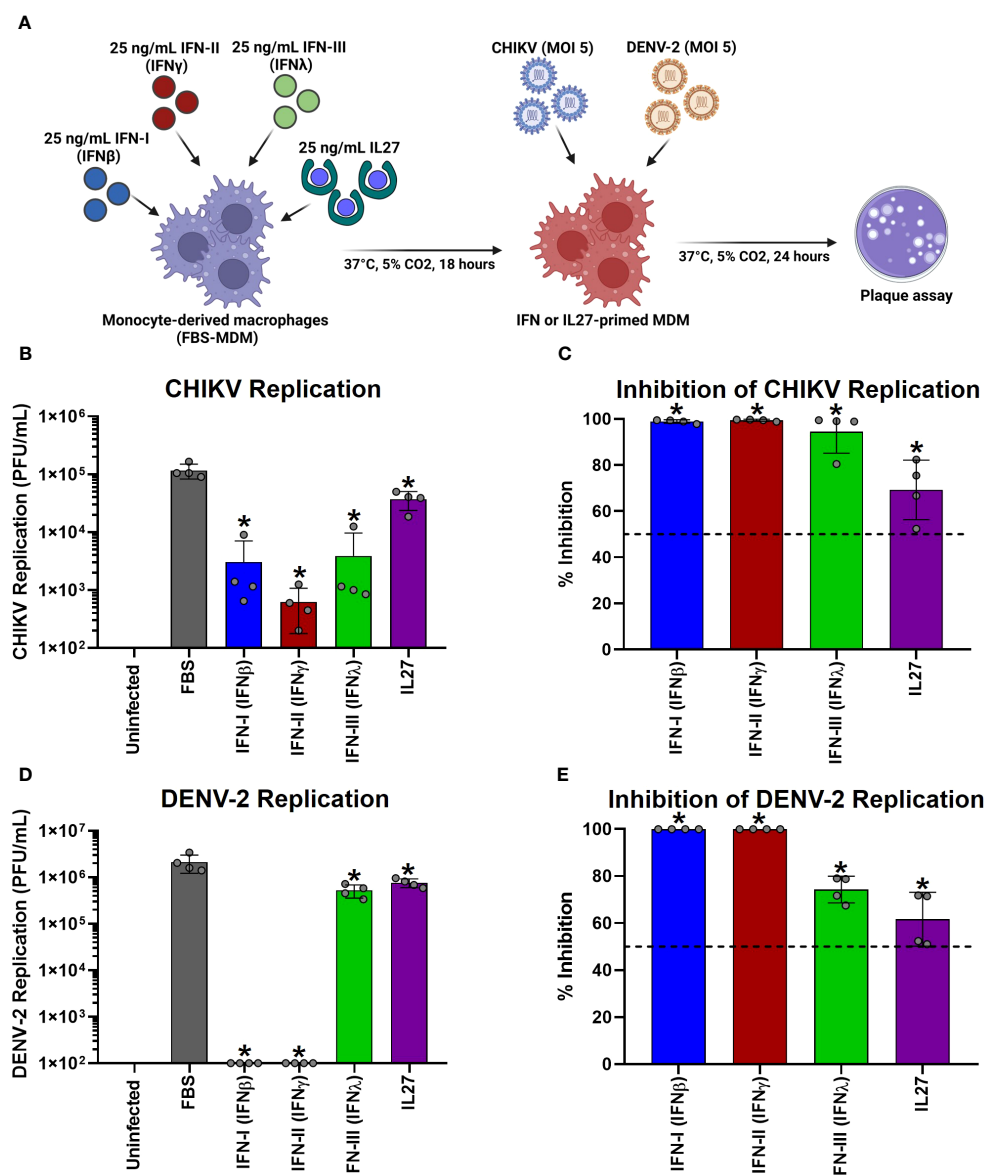 A
25 ng/mL IFN-II
(IFNγ)
25 ng/mL IFN-III
(IFNλ)
25 ng/mL IFN-I
(IFNβ)
25 ng/mL IL27
CHIKV (MOI 5)
DENV-2 (MOI 5)
37°C, 5% CO2, 18 hours
37°C, 5% CO2, 24 hours
Monocyte-derived macrophages
(FBS-MDM)
IFN or IL27-primed MDM
Plaque assay
B
CHIKV Replication
CHIKV Replication (PFU/mL)
1×10⁶
1×10⁵
1×10⁴
1×10³
1×10²
*
*
*
*
Uninfected
FBS
IFN-I (IFNβ)
IFN-II (IFNγ)
IFN-III (IFNλ)
IL27
C
Inhibition of CHIKV Replication
% Inhibition
100
80
60
40
20
0
*
*
*
*
IFN-I (IFNβ)
IFN-II (IFNγ)
IFN-III (IFNλ)
IL27
D
DENV-2 Replication
DENV-2 Replication (PFU/mL)
1×10⁷
1×10⁶
1×10⁵
1×10⁴
1×10³
1×10²
*
*
*
*
Uninfected
FBS
IFN-I (IFNβ)
IFN-II (IFNγ)
FN-III (IFNλ)
IL27
E
Inhibition of DENV-2 Replication
% Inhibition
100
80
60
40
20
0
*
*
*
*
IFN-I (IFNβ)
IFN-II (IFNγ)
FN-III (IFNλ)
IL27